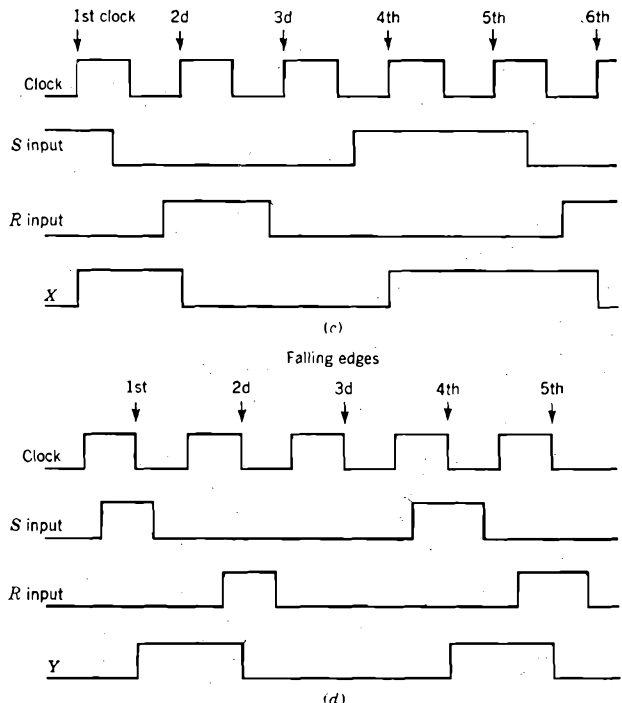 1st clock 2d 3d 4th 5th .6th
Clock
S input
R input
X
(c)
Falling edges
1st 2d 3d 4th 5th
Clock
S input
R input
Y
(d)